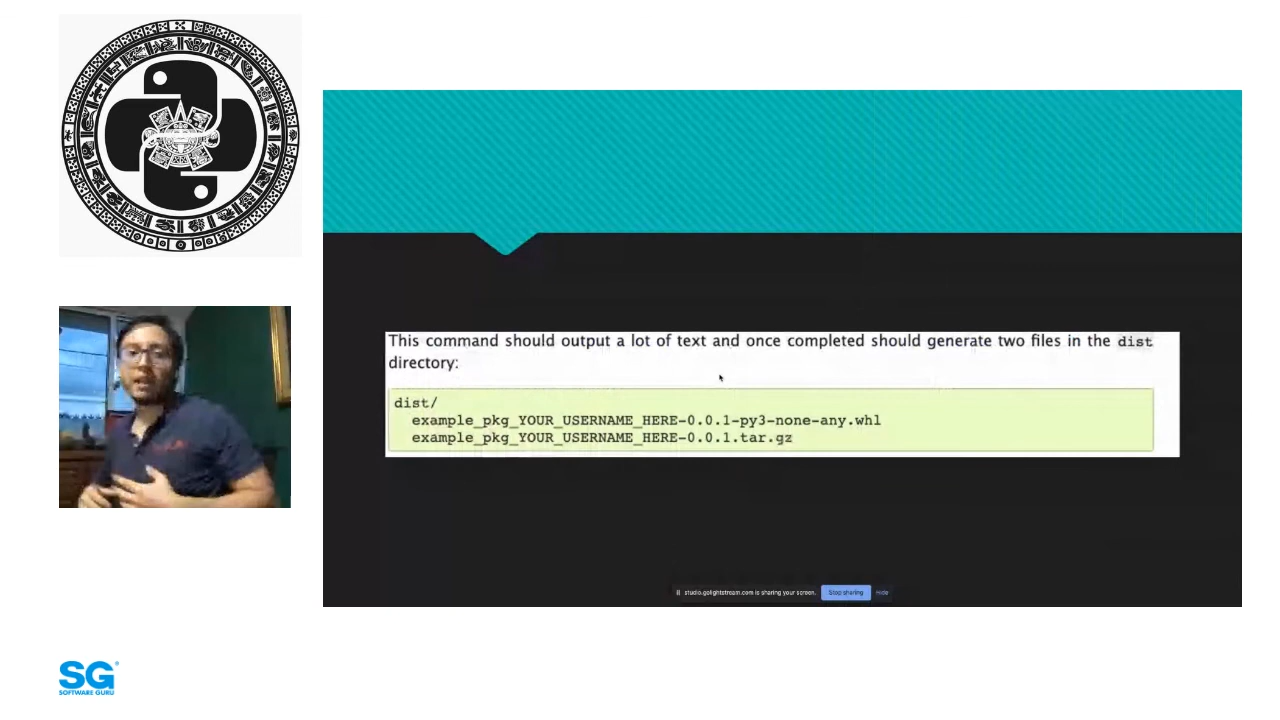 This command should output a lot of text and once completed should generate two files in the dist
directory:
dist/
example_pkg_YOUR_USERNAME_HERE-0.0.1-py3-none-any.whl
example_pkg_YOUR_USERNAME_HERE-0.0.1.tar.gz
studio.golightstream.com is sharing your screen. Stop sharing Hide
SG®
SOFTWARE GURU